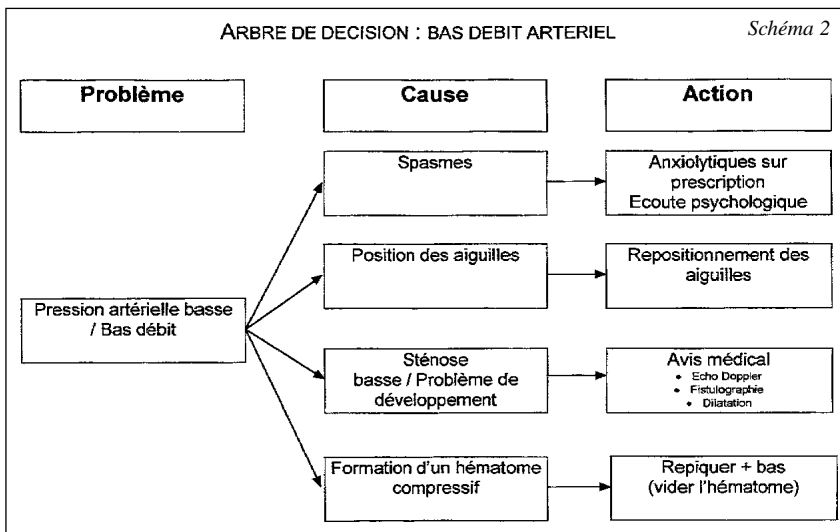 ARBRE DE DECISION : BAS DEBIT ARTERIEL
Schéma 2
Problème
Cause
Action
Spasmes
Anxiolytiques sur
prescription
Ecoute psychologique
Position des aiguilles
Repositionnement des
aiguilles
Pression artérielle basse
/ Bas débit
Sténose
basse / Problème de
développement
Avis médical
• Echo Doppler
• Fistulographie
• Dilatation
Formation d'un hématome
compressif
Repiquer + bas
(vider l'hématome)